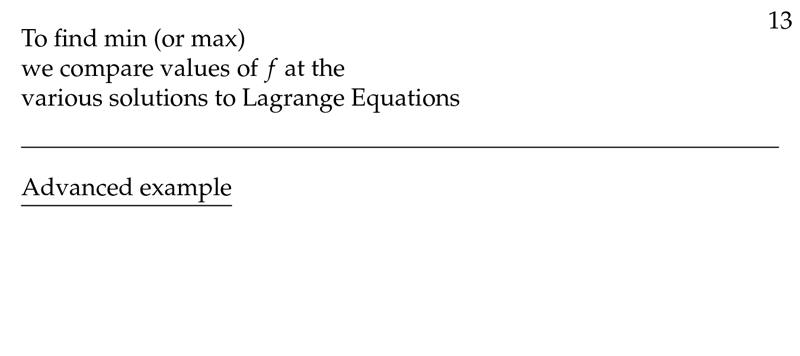 13
To find min (or max)
we compare values of f at the
various solutions to Lagrange Equations
Advanced example